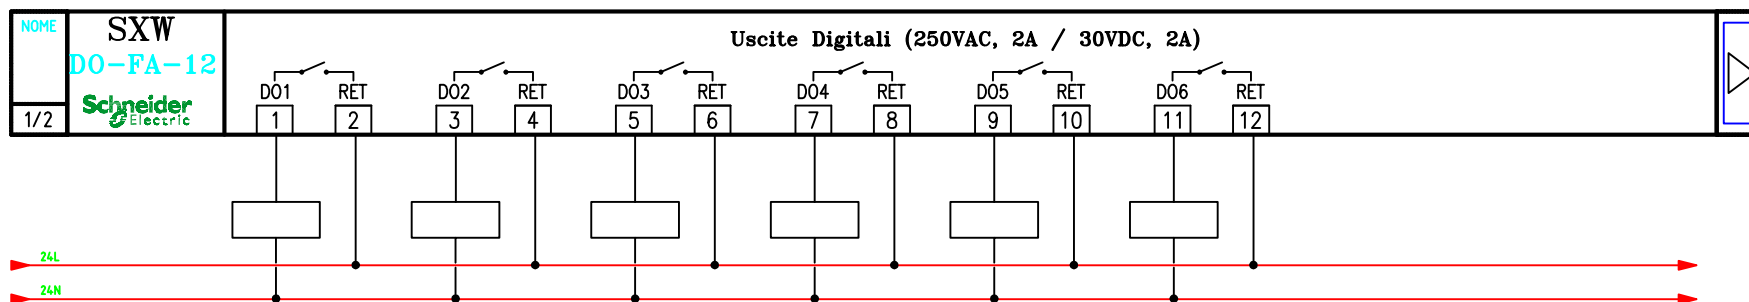 NOME
SXW
DO-FA-12
Schneider
Electric
1/2
Uscite Digitali (250VAC, 2A / 30VDC, 2A)
DO1 RET DO2 RET DO3 RET DO4 RET DO5 RET DO6 RET
1 2 3 4 5 6 7 8 9 10 11 12
24L
24N